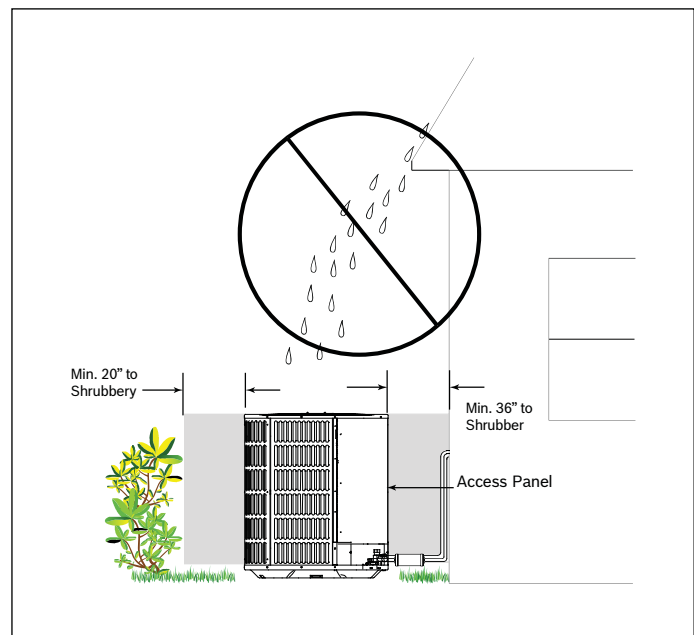 Min. 20” to
Shrubbery
Min. 36” to
Shrubber
Access Panel